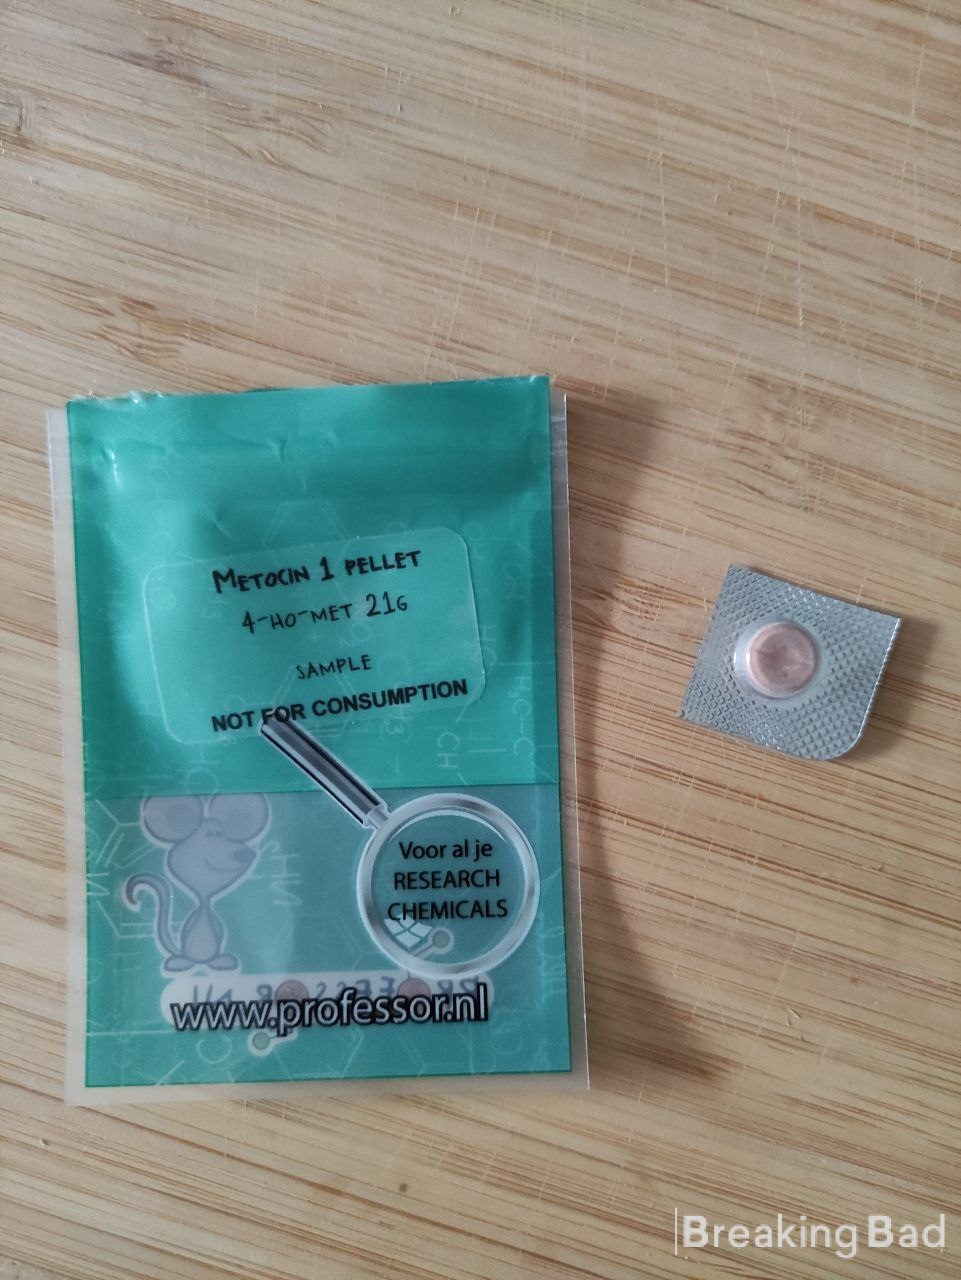 METOCIN 1 PELLET
4-HO-MET 21G
SAMPLE
NOT FOR CONSUMPTION
Voor al je
RESEARCH
CHEMICALS
www.professor.nl
Breaking Bad